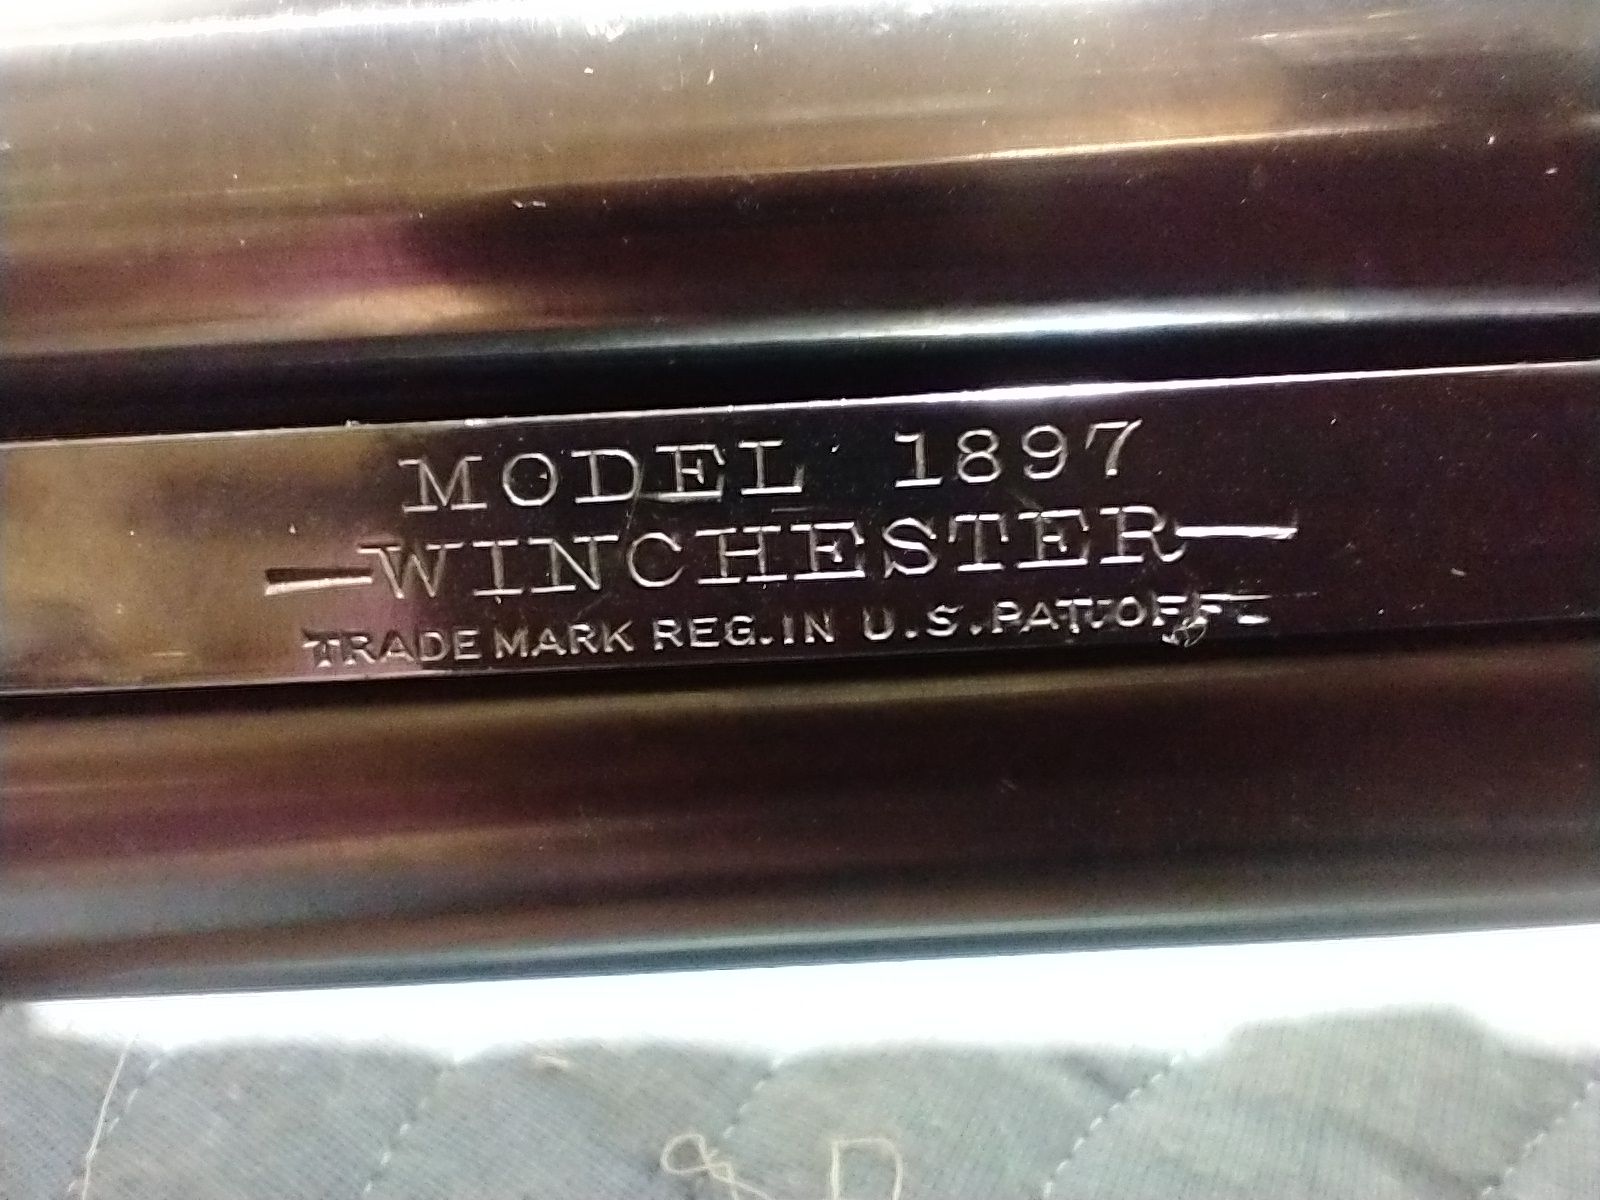 MODEL 1897
—WINCHESTER—
TRADE MARK REG. IN U.S. PAT. OFF.